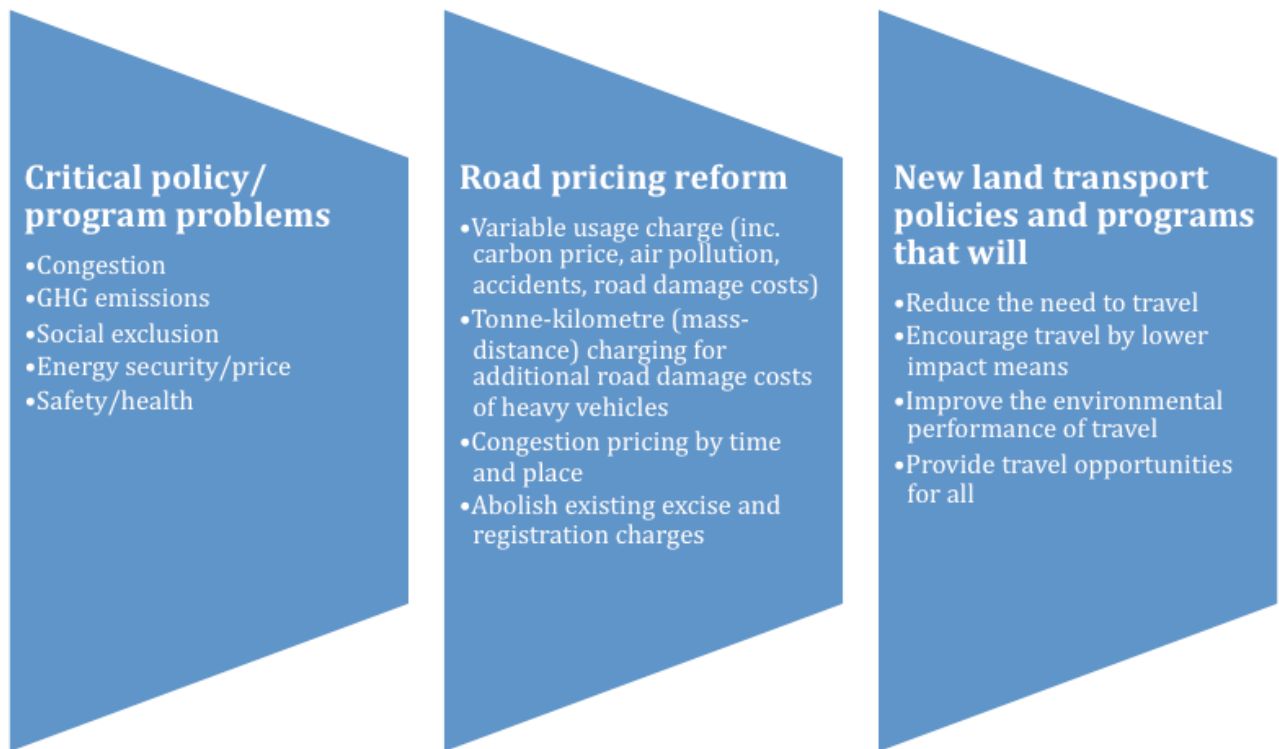 Critical policy/
program problems
•Congestion
•GHG emissions
•Social exclusion
•Energy security/price
•Safety/health
Road pricing reform
•Variable usage charge (inc.
carbon price, air pollution,
accidents, road damage costs)
•Tonne-kilometre (mass-
distance) charging for
additional road damage costs
of heavy vehicles
•Congestion pricing by time
and place
•Abolish existing excise and
registration charges
New land transport
policies and programs
that will
•Reduce the need to travel
•Encourage travel by lower
impact means
•Improve the environmental
performance of travel
•Provide travel opportunities
for all